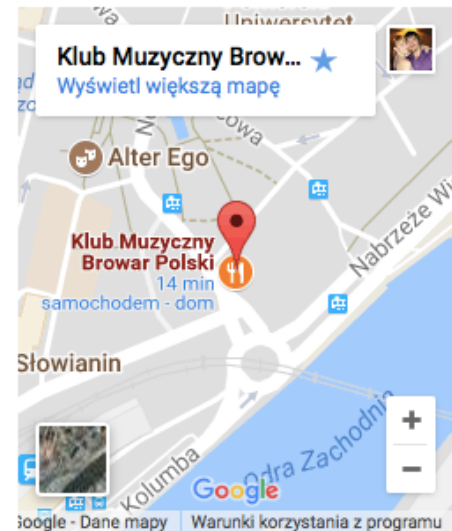 Uniwersytet
Klub Muzyczny Brow...
Wyświetl większą mapę
Alter Ego
Klub Muzyczny
Browar Polski
14 min
samochodem - dom
Nabrzeże Wi
Słowianin
Kolumba
Odra Zachodnia
+
−
Google
Google - Dane mapy
Warunki korzystania z programu